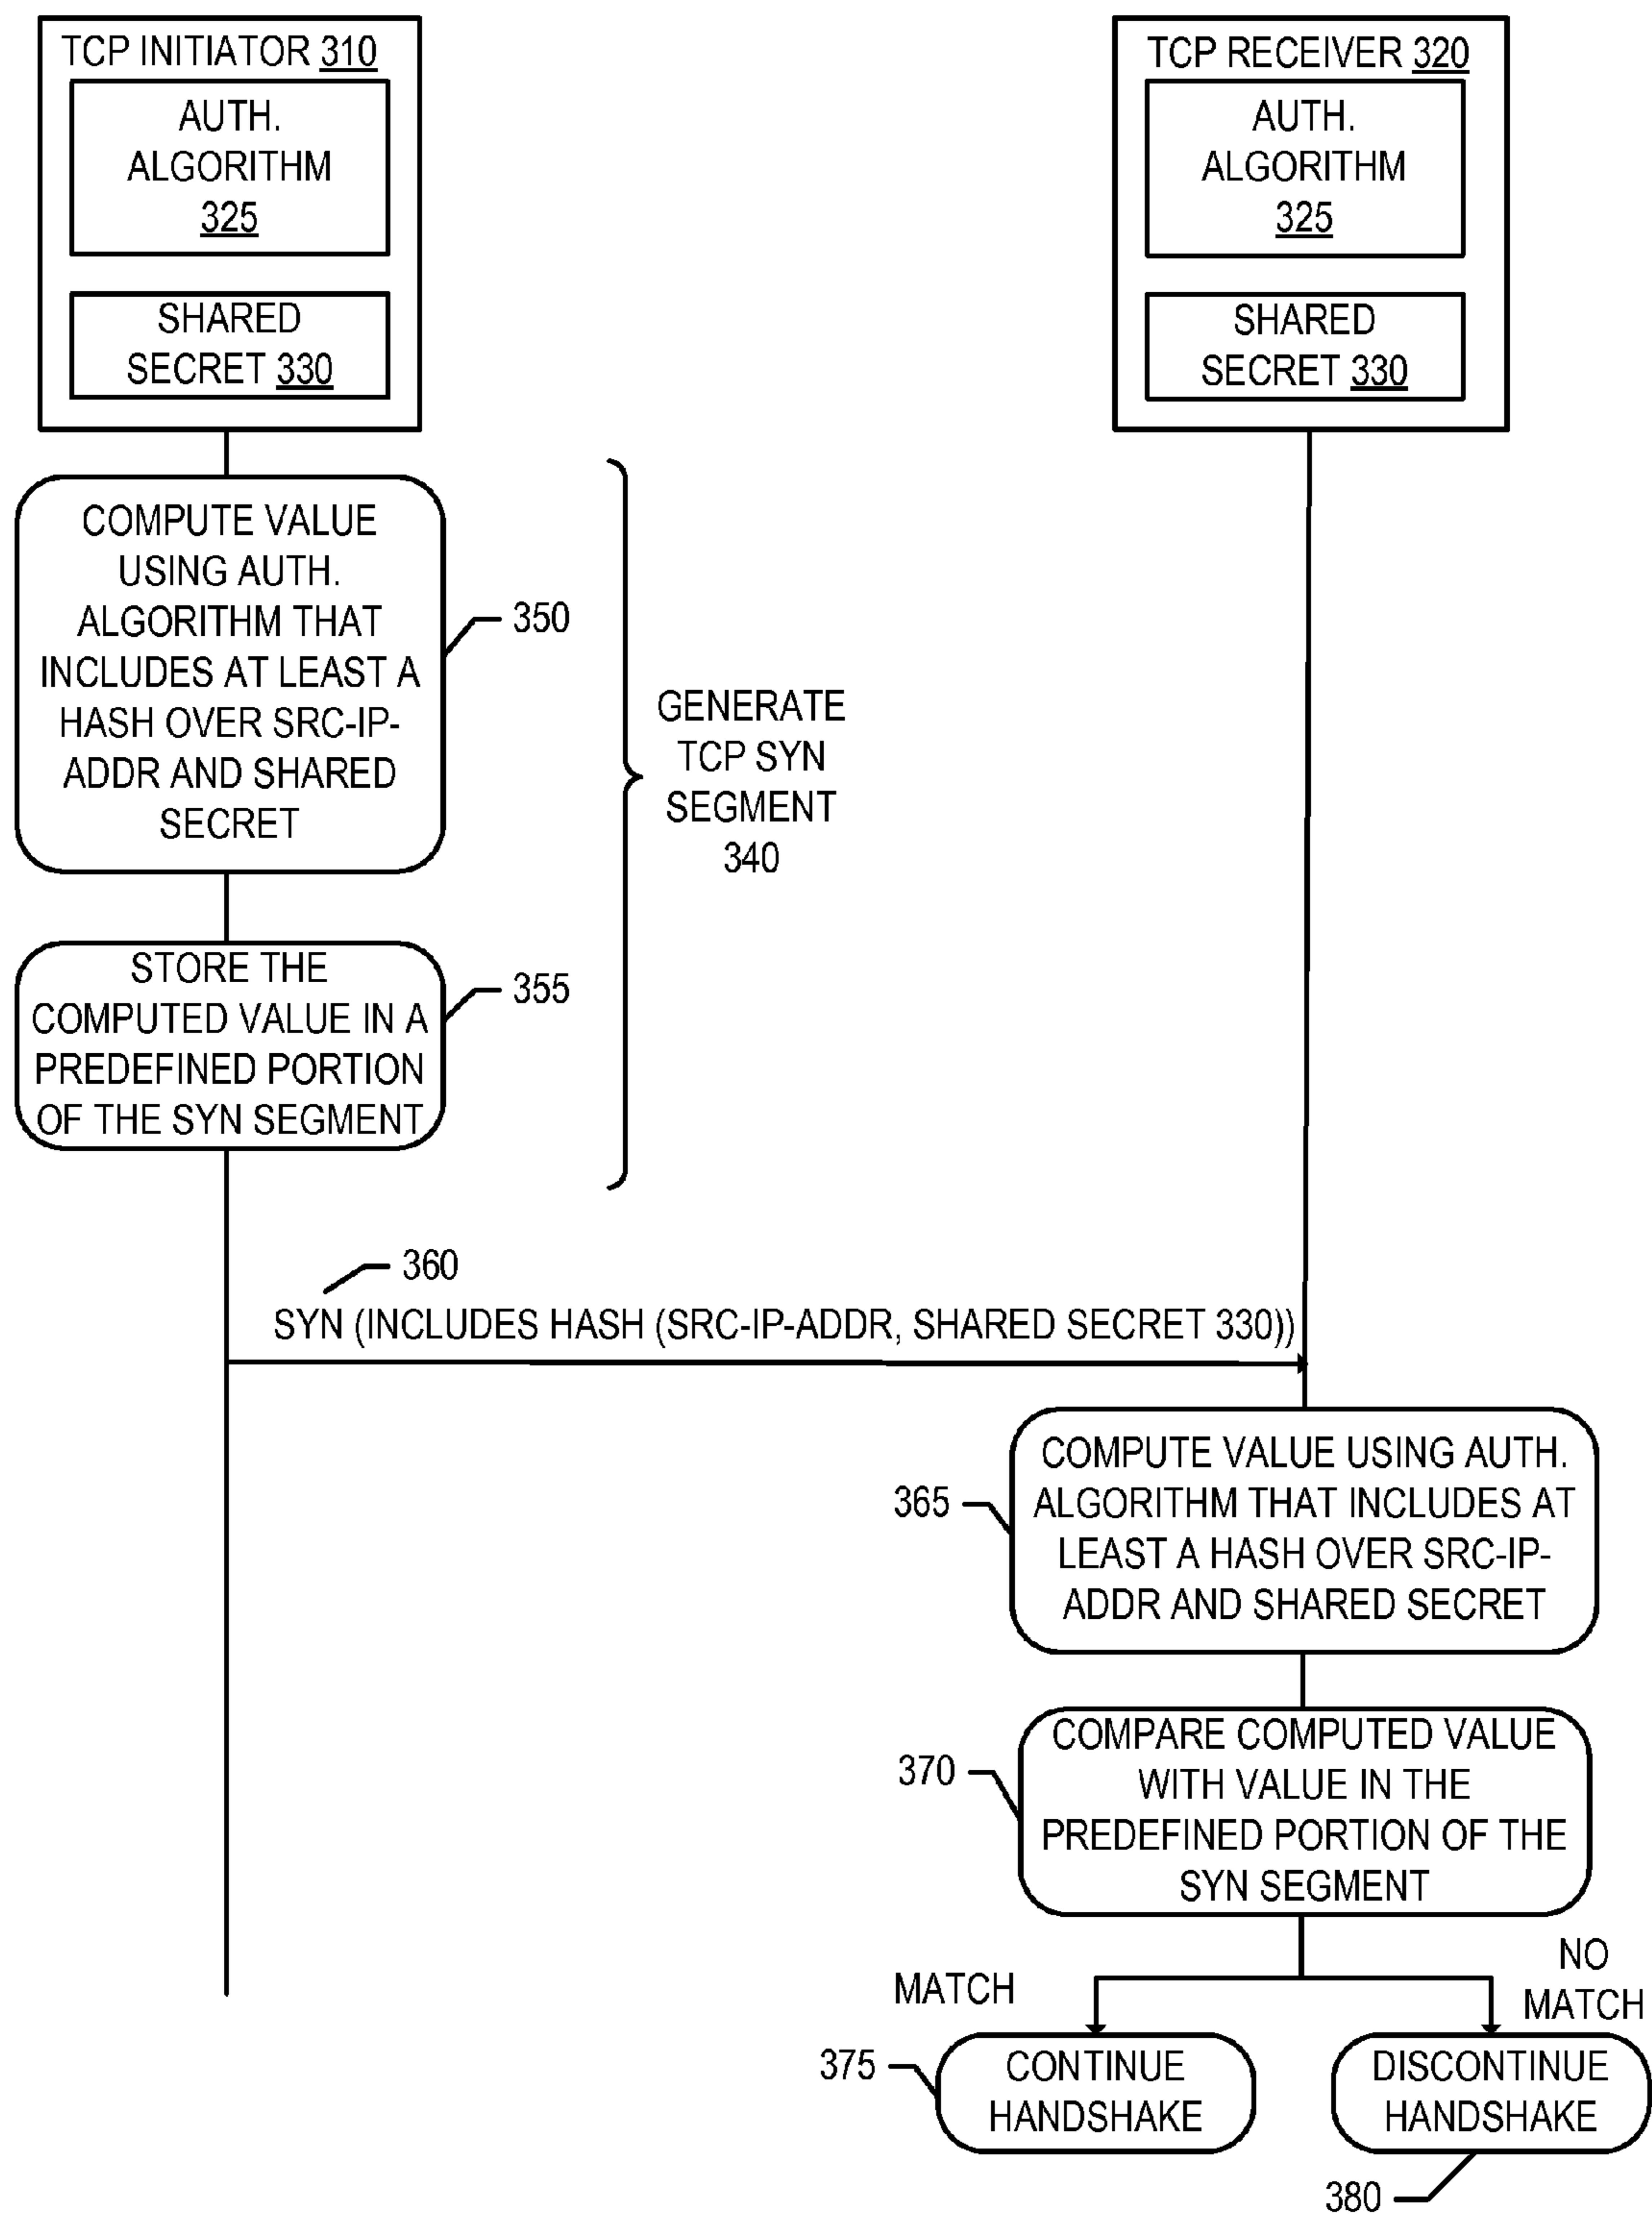 TCP INITIATOR 310
AUTH.
ALGORITHM
325
SHARED
SECRET 330
TCP RECEIVER 320
AUTH.
ALGORITHM
325
SHARED
SECRET 330
COMPUTE VALUE
USING AUTH.
ALGORITHM THAT
INCLUDES AT LEAST A
HASH OVER SRC-IP-
ADDR AND SHARED
SECRET
350
GENERATE
TCP SYN
SEGMENT
340
STORE THE
COMPUTED VALUE IN A
PREDEFINED PORTION
OF THE SYN SEGMENT
355
360
SYN (INCLUDES HASH (SRC-IP-ADDR, SHARED SECRET 330))
COMPUTE VALUE USING AUTH.
ALGORITHM THAT INCLUDES AT
LEAST A HASH OVER SRC-IP-
ADDR AND SHARED SECRET
365
COMPARE COMPUTED VALUE
WITH VALUE IN THE
PREDEFINED PORTION OF THE
SYN SEGMENT
370
MATCH
NO
MATCH
375
CONTINUE
HANDSHAKE
DISCONTINUE
HANDSHAKE
380